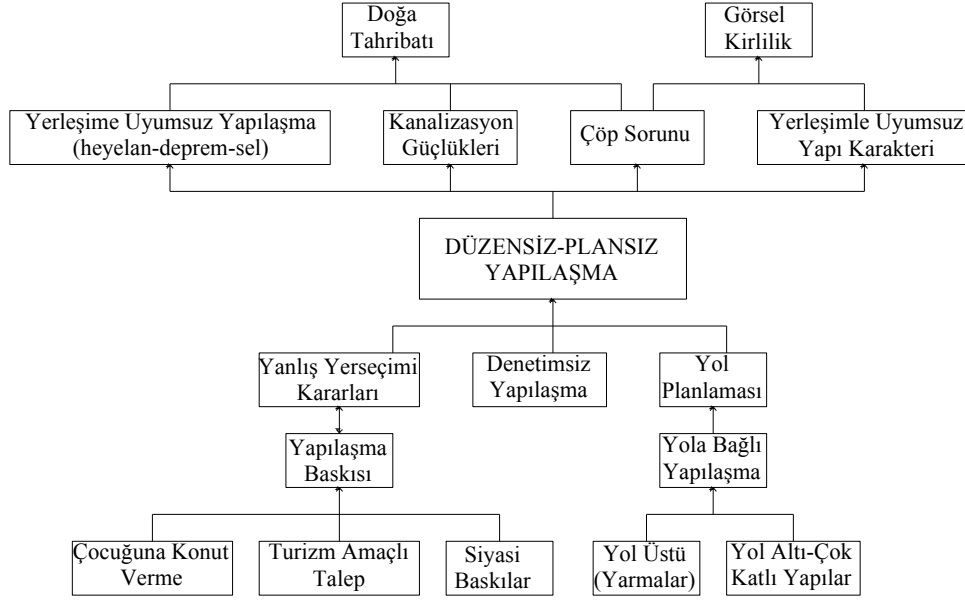 Doğa
Tahribatı
Görsel
Kirlilik
Yerleşime Uyumsuz Yapılaşma
(heyelan-deprem-sel)
Kanalizasyon
Güçlükleri
Çöp Sorunu
Yerleşimle Uyumsuz
Yapı Karakteri
DÜZENSİZ-PLANSIZ
YAPILAŞMA
Yanlış Yerseçimi
Kararları
Denetimsiz
Yapılaşma
Yol
Planlaması
Yapılaşma
Baskısı
Yola Bağlı
Yapılaşma
Çocuğuna Konut
Verme
Turizm Amaçlı
Talep
Siyasi
Baskılar
Yol Üstü
(Yarmalar)
Yol Altı-Çok
Katlı Yapılar